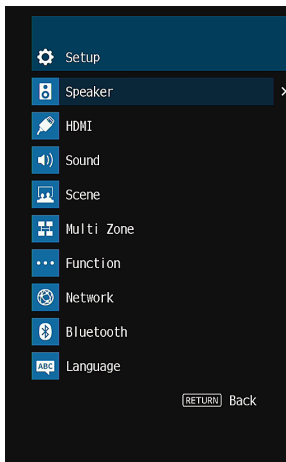 Setup
Speaker
HDMI
Sound
Scene
Multi Zone
Function
Network
Bluetooth
ABC Language
RETURN Back